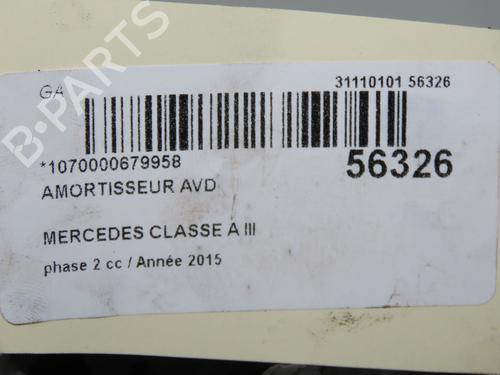 B-PARTS
GA 31110101 56326
*1070000679958 56326
AMORTISSEUR AVD
MERCEDES CLASSE A III
phase 2 cc / Année 2015